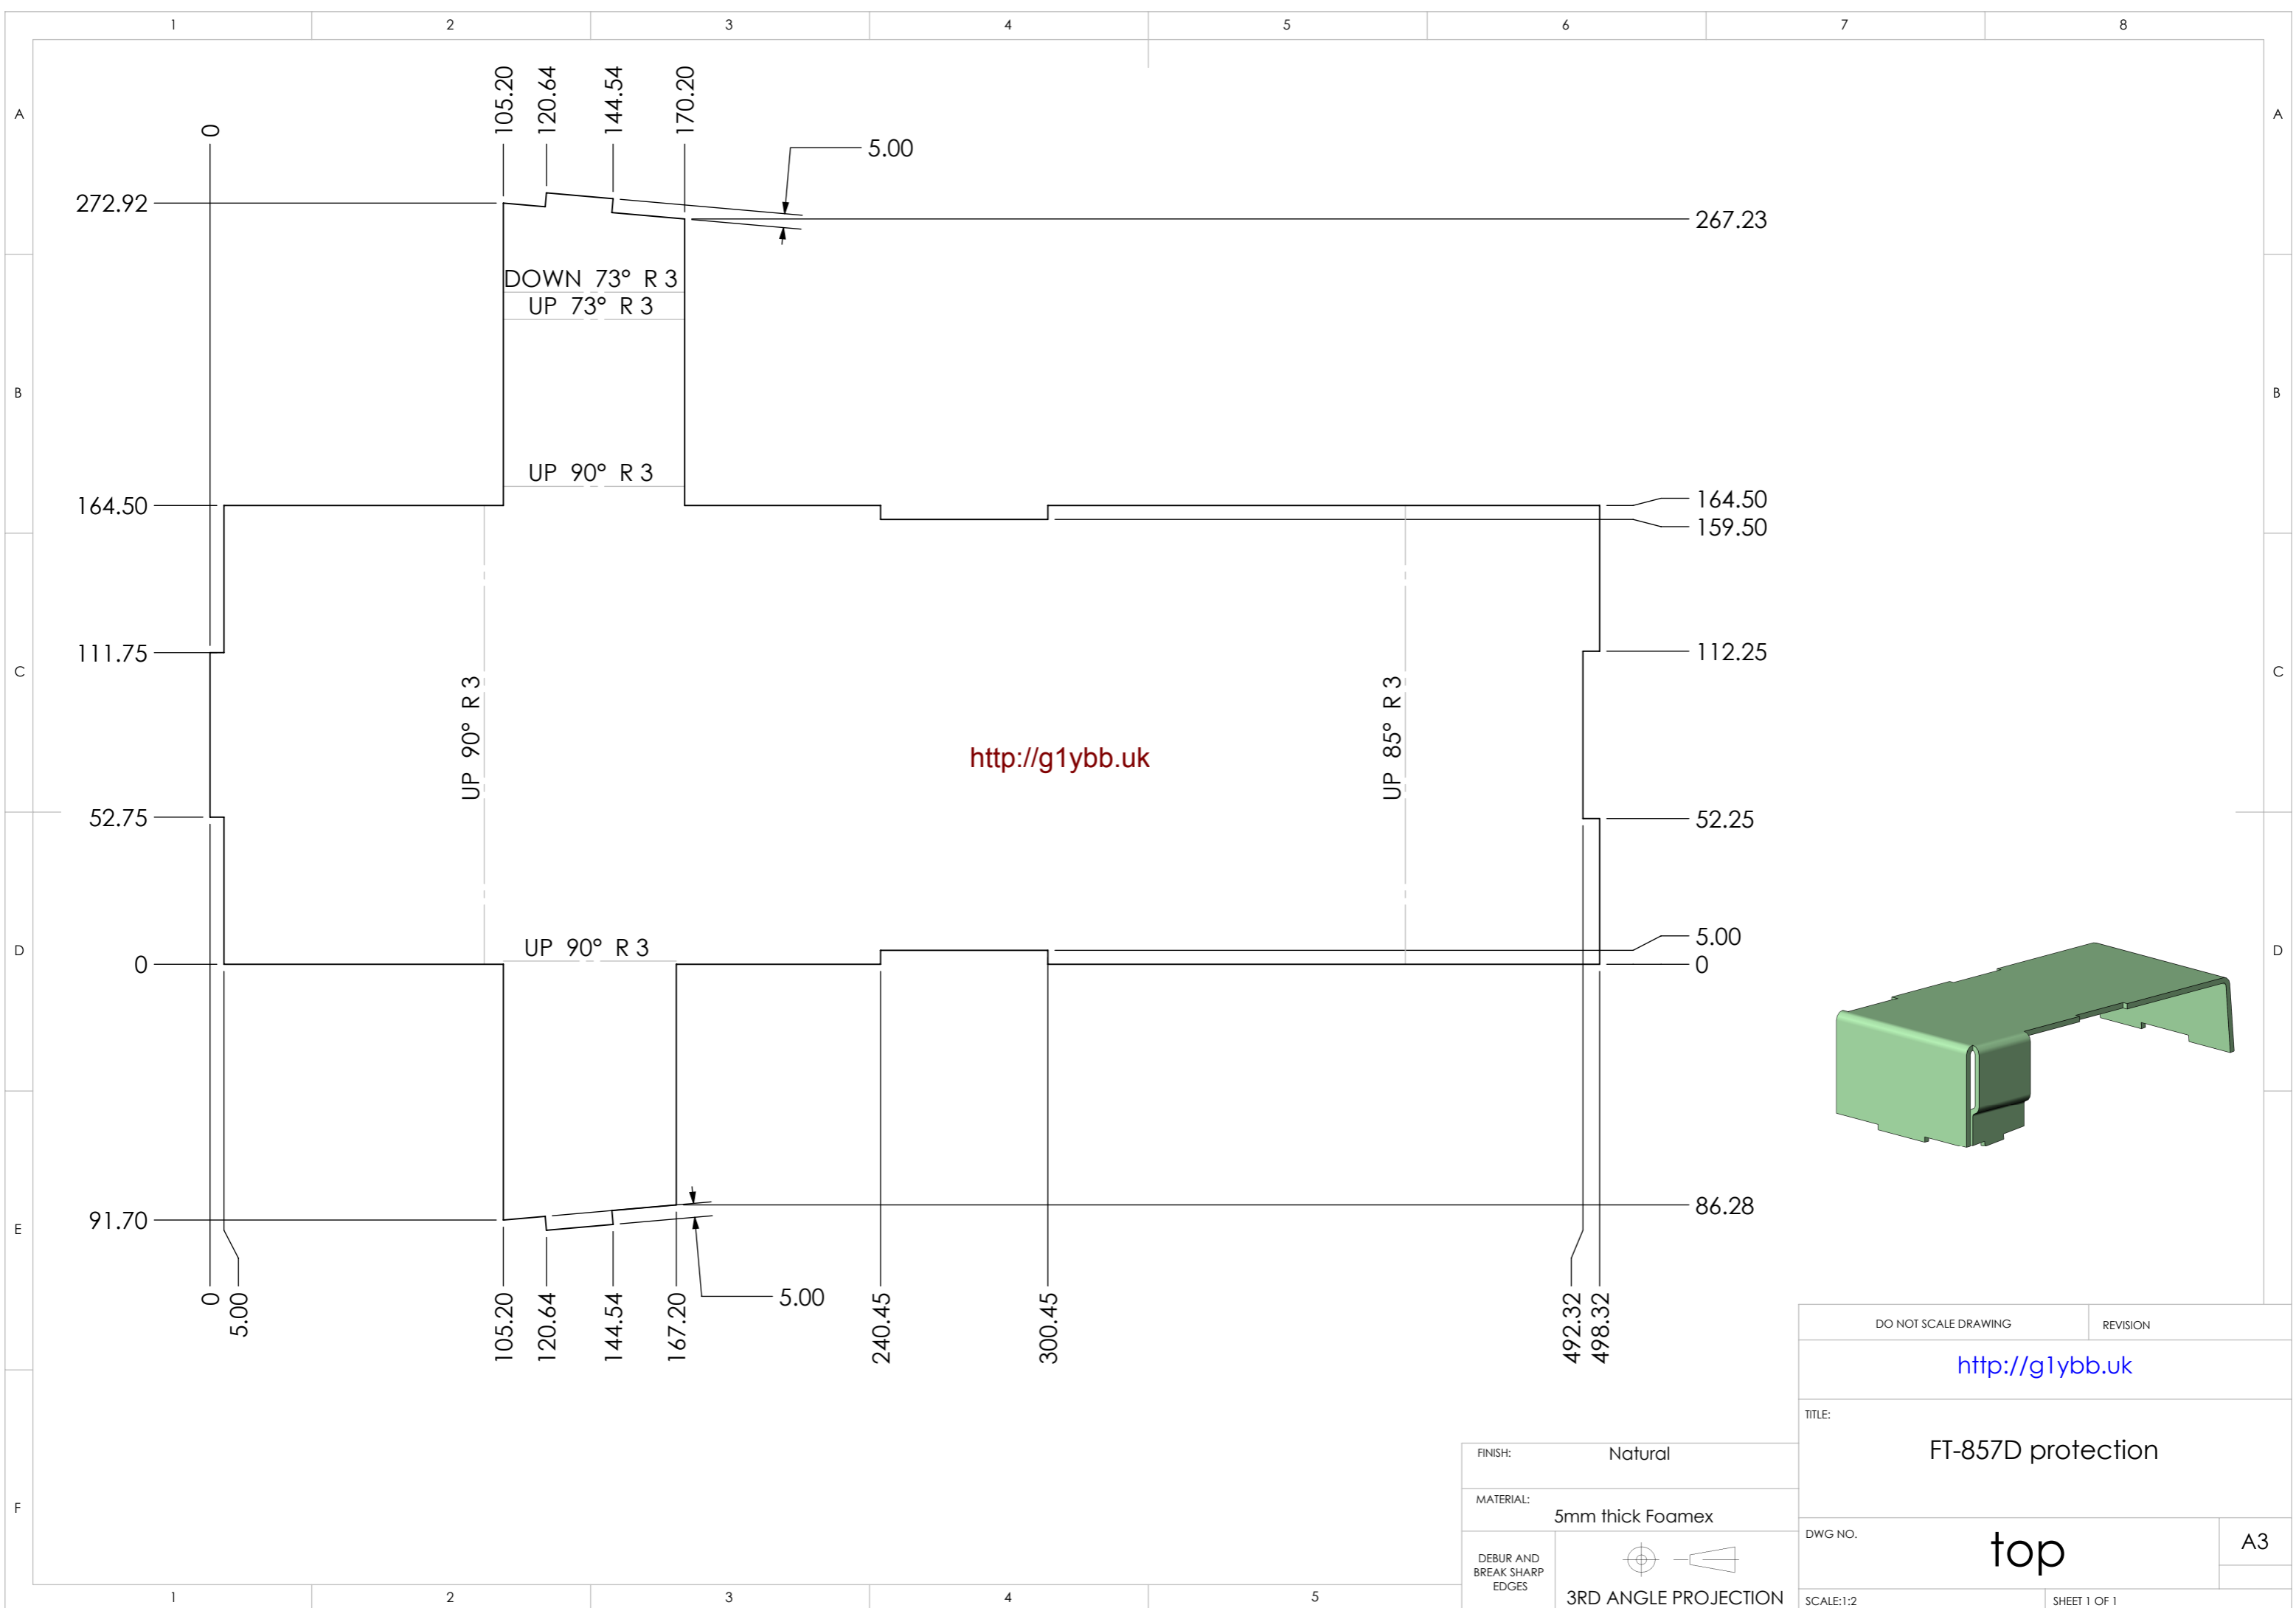 1 2 3 4 5 6 7 8
A A
0
105.20
120.64
144.54
170.20
5.00
272.92
267.23
DOWN 73° R 3
UP 73° R 3
B B
UP 90° R 3
164.50
164.50
159.50
111.75
112.25
C C
UP 90° R 3
UP 85° R 3
http://g1ybb.uk
52.75
52.25
UP 90° R 3
5.00
D D
0
0
91.70
86.28
E
5.00
0
5.00
105.20
120.64
144.54
167.20
240.45
300.45
492.32
498.32
DO NOT SCALE DRAWING
REVISION
http://g1ybb.uk
TITLE:
FT-857D protection
FINISH: Natural
F
MATERIAL:
5mm thick Foamex
DWG NO.
top
A3
DEBUR AND
BREAK SHARP
EDGES
3RD ANGLE PROJECTION
SCALE:1:2
SHEET 1 OF 1
1 2 3 4 5